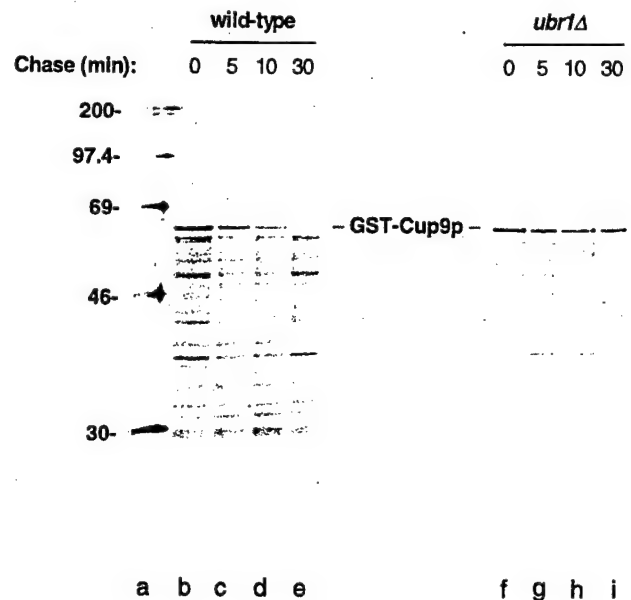 wild-type
ubr1Δ
Chase (min): 0 5 10 30
0 5 10 30
200-
97.4-
69-
– GST-Cup9p –
46-
30-
a b c d e
f g h i